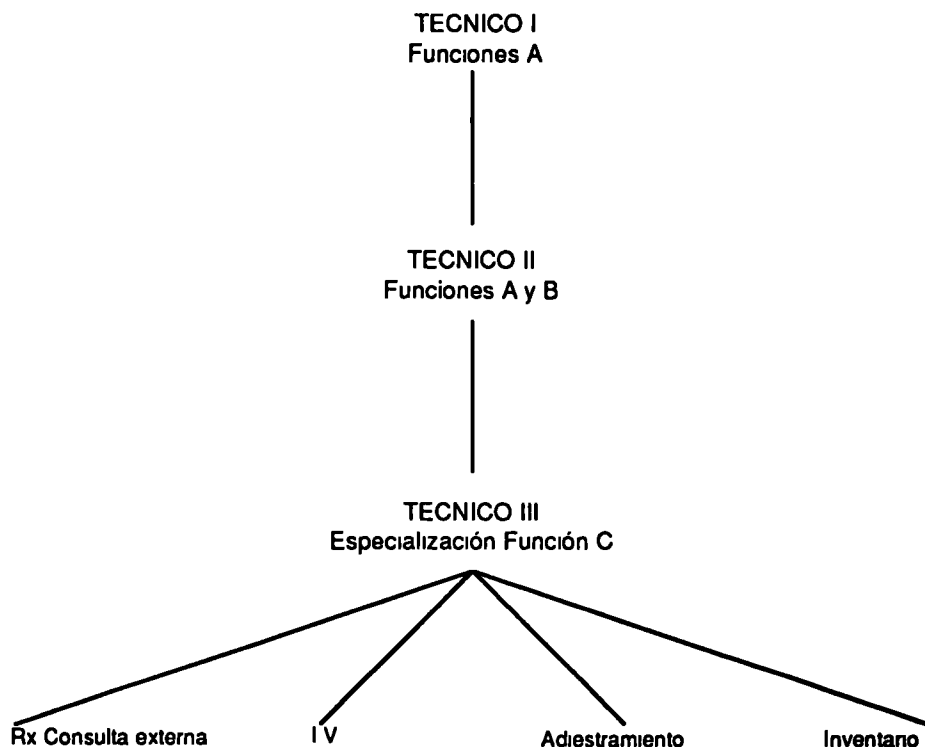 TECNICO I
Funciones A
TECNICO II
Funciones A y B
TECNICO III
Especialización Función C
Rx Consulta externa
I V
Adiestramiento
Inventario